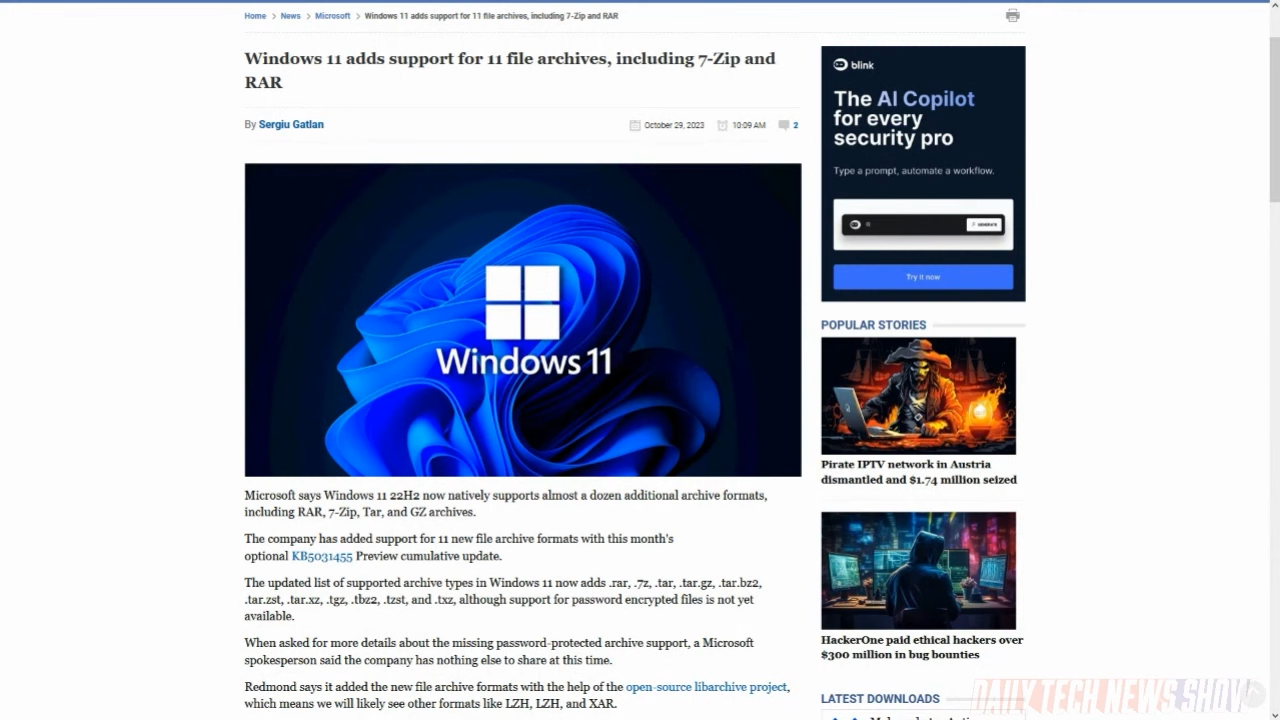 Home > News > Microsoft > Windows 11 adds support for 11 file archives, including 7-Zip and RAR
Windows 11 adds support for 11 file archives, including 7-Zip and
RAR
By Sergiu Gatlan
October 29, 2023
10:09 AM
2
Windows 11
Microsoft says Windows 11 22H2 now natively supports almost a dozen additional archive formats,
including RAR, 7-Zip, Tar, and GZ archives.
The company has added support for 11 new file archive formats with this month's
optional KB5031455 Preview cumulative update.
The updated list of supported archive types in Windows 11 now adds .rar, .7z, .tar, .tar.gz, .tar.bz2,
.tar.zst, .tar.xz, .tgz, .tbz2, .tzst, and .txz, although support for password encrypted files is not yet
available.
When asked for more details about the missing password-protected archive support, a Microsoft
spokesperson said the company has nothing else to share at this time.
Redmond says it added the new file archive formats with the help of the open-source libarchive project,
which means we will likely see other formats like LZH, LZH, and XAR.
blink
The AI Copilot
for every
security pro
Type a prompt, automate a workflow.
GENERATE
Try it now
POPULAR STORIES
Pirate IPTV network in Austria
dismantled and $1.74 million seized
HackerOne paid ethical hackers over
$300 million in bug bounties
LATEST DOWNLOADS
DAILY TECH NEWS SHOW